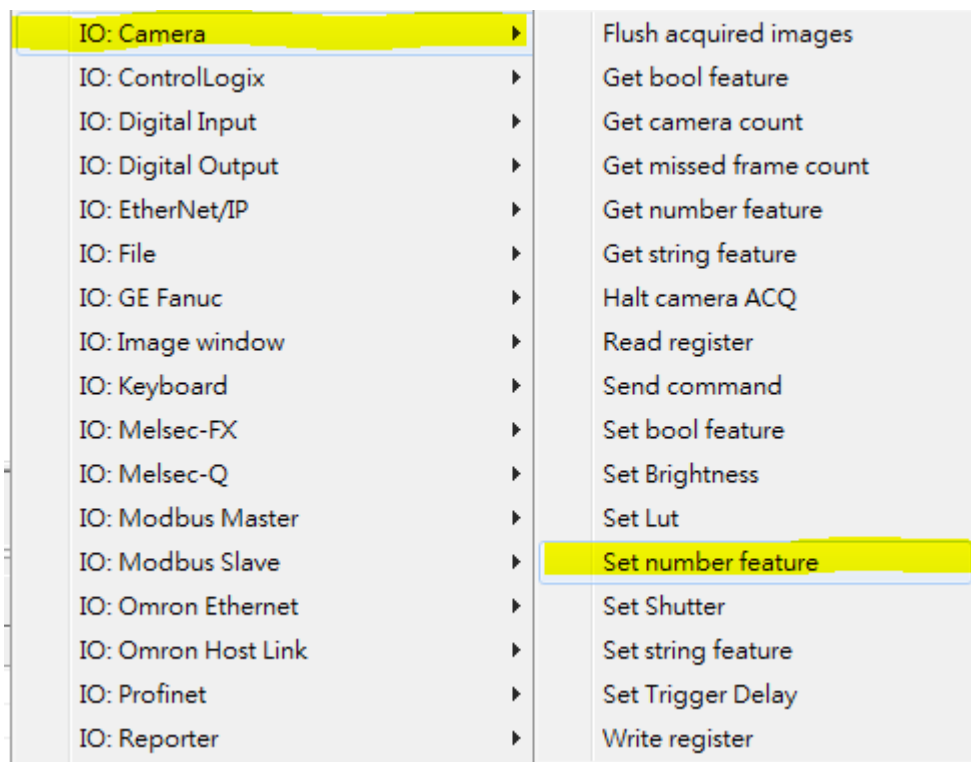 IO: Camera
IO: ControlLogix
IO: Digital Input
IO: Digital Output
IO: EtherNet/IP
IO: File
IO: GE Fanuc
IO: Image window
IO: Keyboard
IO: Melsec-FX
IO: Melsec-Q
IO: Modbus Master
IO: Modbus Slave
IO: Omron Ethernet
IO: Omron Host Link
IO: Profinet
IO: Reporter
Flush acquired images
Get bool feature
Get camera count
Get missed frame count
Get number feature
Get string feature
Halt camera ACQ
Read register
Send command
Set bool feature
Set Brightness
Set Lut
Set number feature
Set Shutter
Set string feature
Set Trigger Delay
Write register